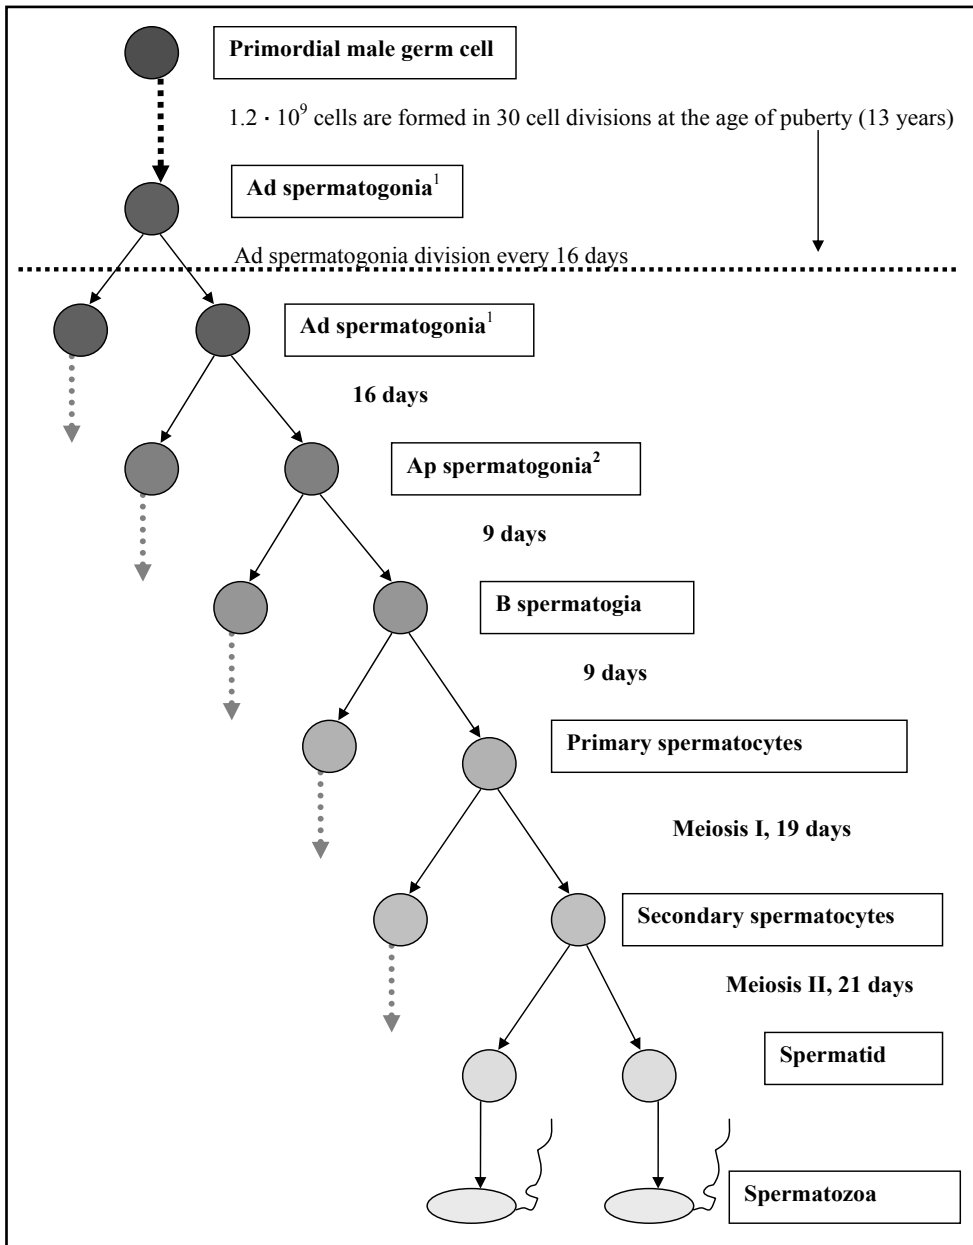 Primordial male germ cell
1.2 · 10⁹ cells are formed in 30 cell divisions at the age of puberty (13 years)
Ad spermatogonia¹
Ad spermatogonia division every 16 days
Ad spermatogonia¹
16 days
Ap spermatogonia²
9 days
B spermatogia
9 days
Primary spermatocytes
Meiosis I, 19 days
Secondary spermatocytes
Meiosis II, 21 days
Spermatid
Spermatozoa